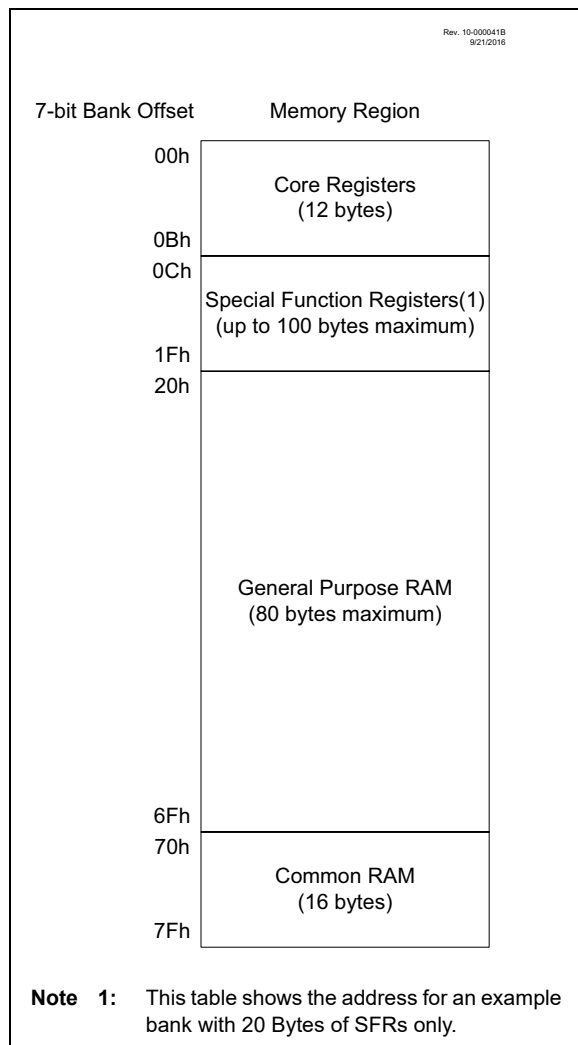 Rev. 10-000041B
9/21/2016
7-bit Bank Offset
Memory Region
00h
Core Registers
(12 bytes)
0Bh
0Ch
Special Function Registers(1)
(up to 100 bytes maximum)
1Fh
20h
General Purpose RAM
(80 bytes maximum)
6Fh
70h
Common RAM
(16 bytes)
7Fh
Note 1: This table shows the address for an example
bank with 20 Bytes of SFRs only.